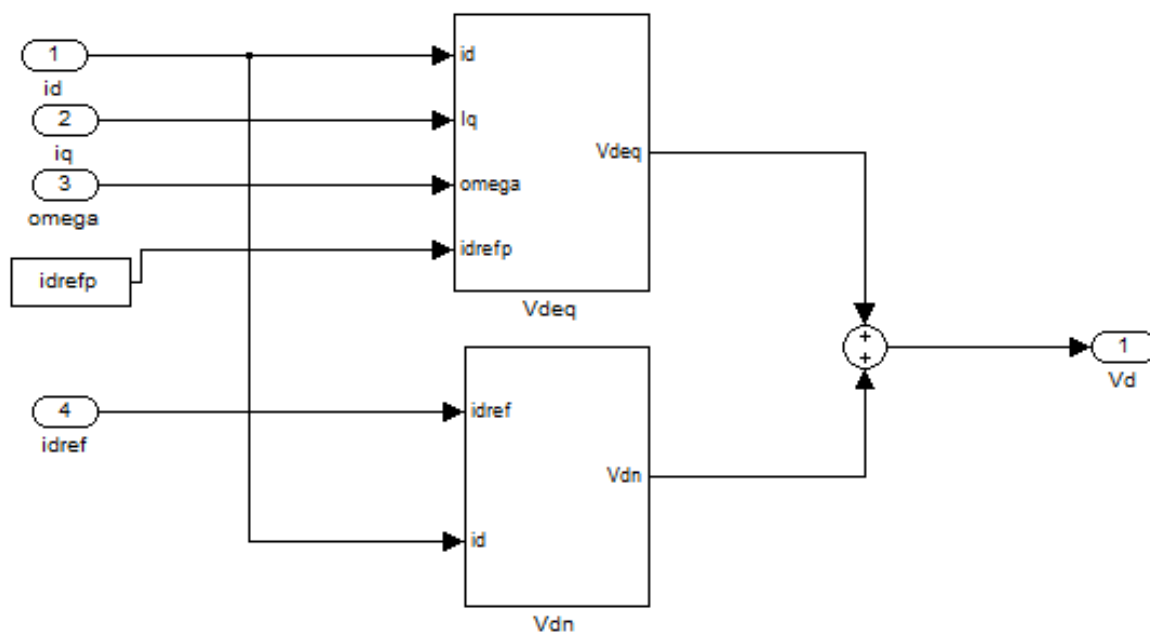 1
id
2
iq
3
omega
idrefp
id
Iq
omega
idrefp
Vdeq
Vdeq
4
idref
idref
id
Vdn
Vdn
+
+
1
Vd